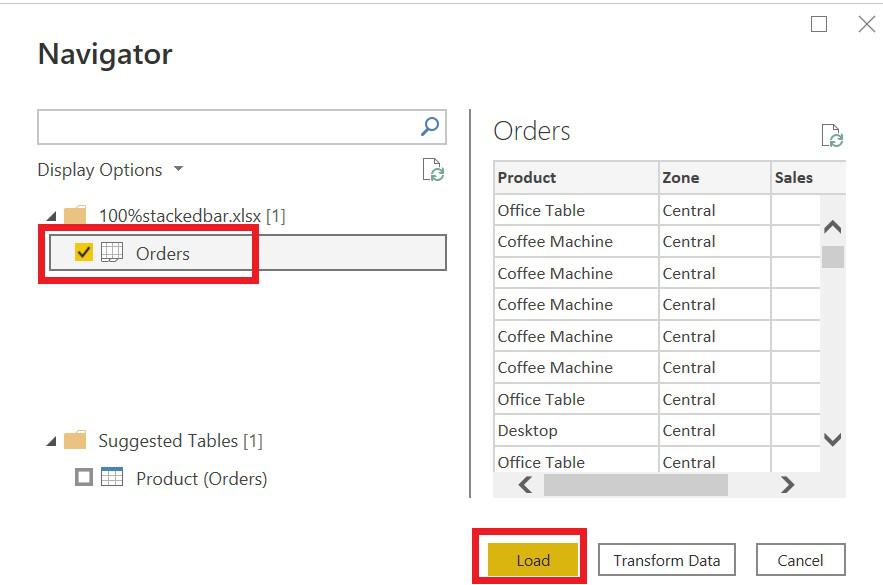 Navigator
Display Options
100%stackedbar.xlsx [1]
Orders
Suggested Tables [1]
Product (Orders)
Orders
Product Zone Sales
Office Table Central
Coffee Machine Central
Coffee Machine Central
Coffee Machine Central
Coffee Machine Central
Coffee Machine Central
Office Table Central
Desktop Central
Office Table Central
Load Transform Data Cancel